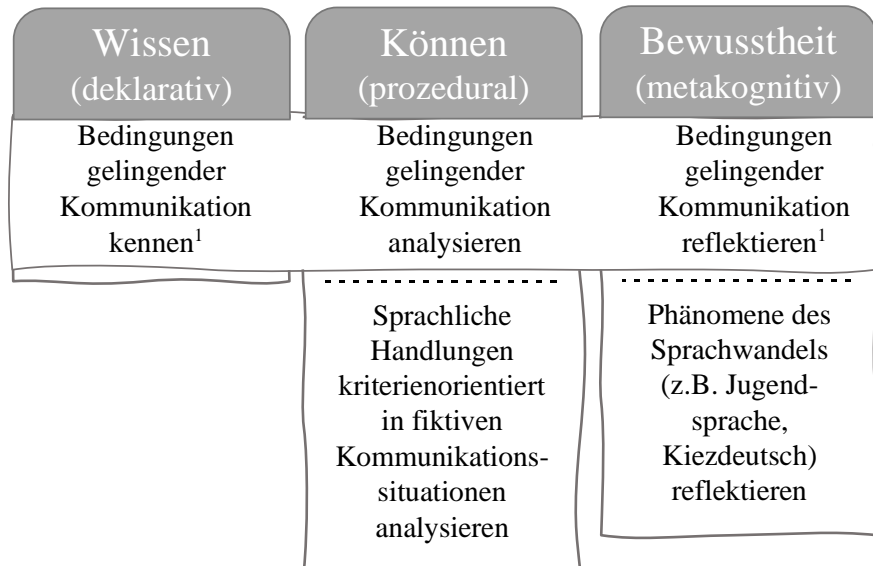 Wissen
(deklarativ)
Bedingungen
gelingender
Kommunikation
kennen¹
Können
(prozedural)
Bedingungen
gelingender
Kommunikation
analysieren
Sprachliche
Handlungen
kriterienorientiert
in fiktiven
Kommunikations-
situationen
analysieren
Bewusstheit
(metakognitiv)
Bedingungen
gelingender
Kommunikation
reflektieren¹
Phänomene des
Sprachwandels
(z.B. Jugend-
sprache,
Kiezdeutsch)
reflektieren